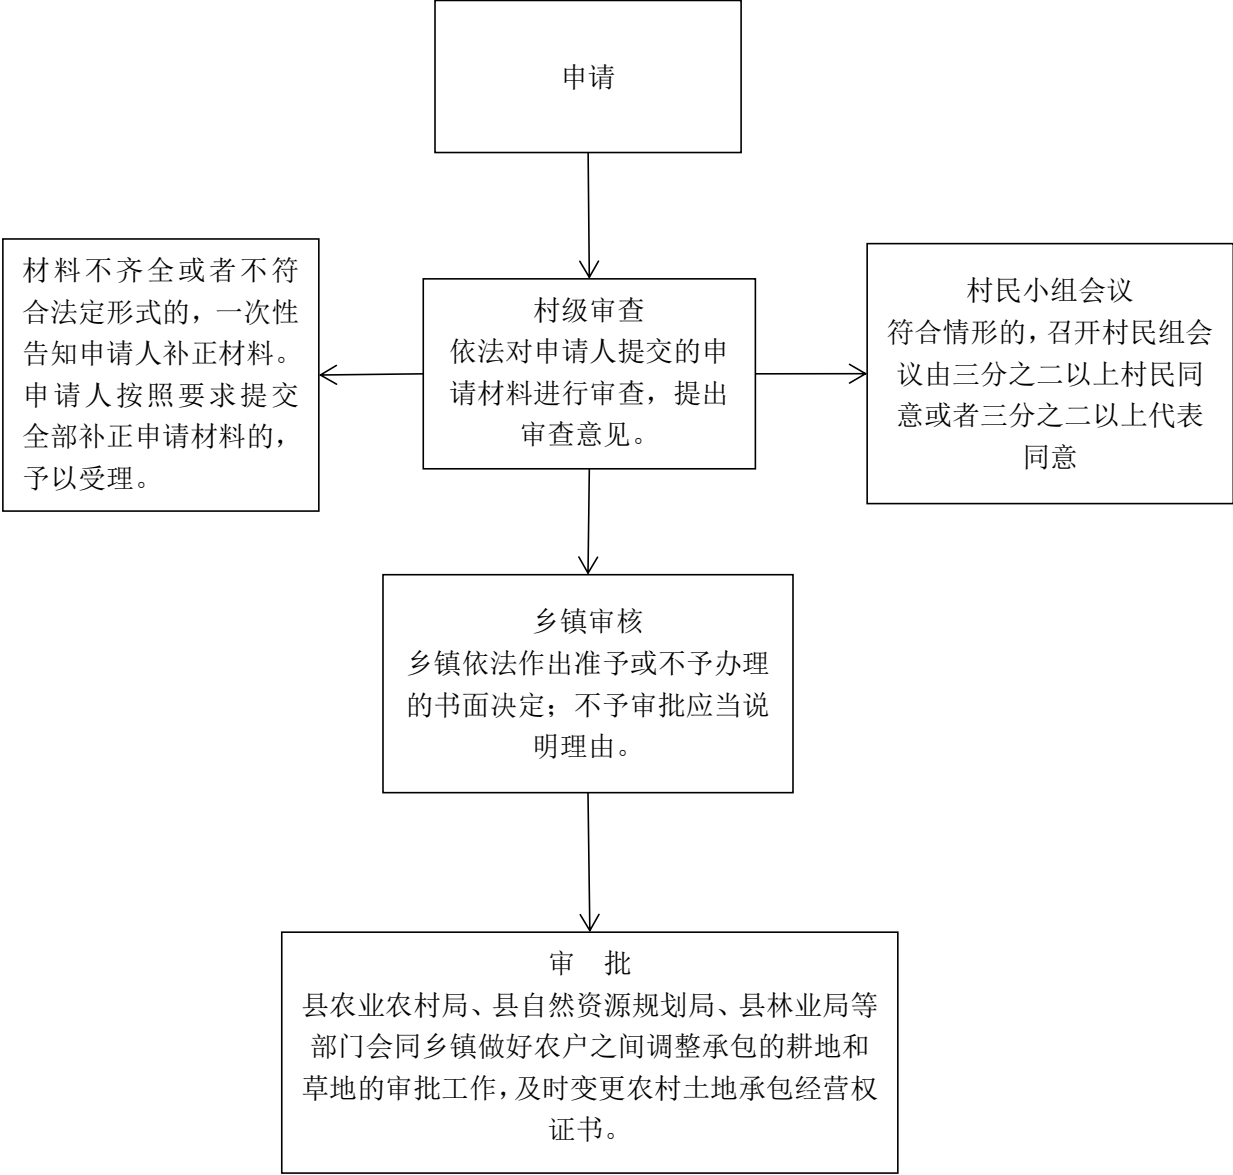 申请
材料不齐全或者不符
合法定形式的，一次性
告知申请人补正材料。
申请人按照要求提交
全部补正申请材料的，
予以受理。
村级审查
依法对申请人提交的申
请材料进行审查，提出
审查意见。
村民小组会议
符合情形的，召开村民组会
议由三分之二以上村民同
意或者三分之二以上代表
同意
乡镇审核
乡镇依法作出准予或不予办理
的书面决定；不予审批应当说
明理由。
审　批
县农业农村局、县自然资源规划局、县林业局等
部门会同乡镇做好农户之间调整承包的耕地和
草地的审批工作，及时变更农村土地承包经营权
证书。